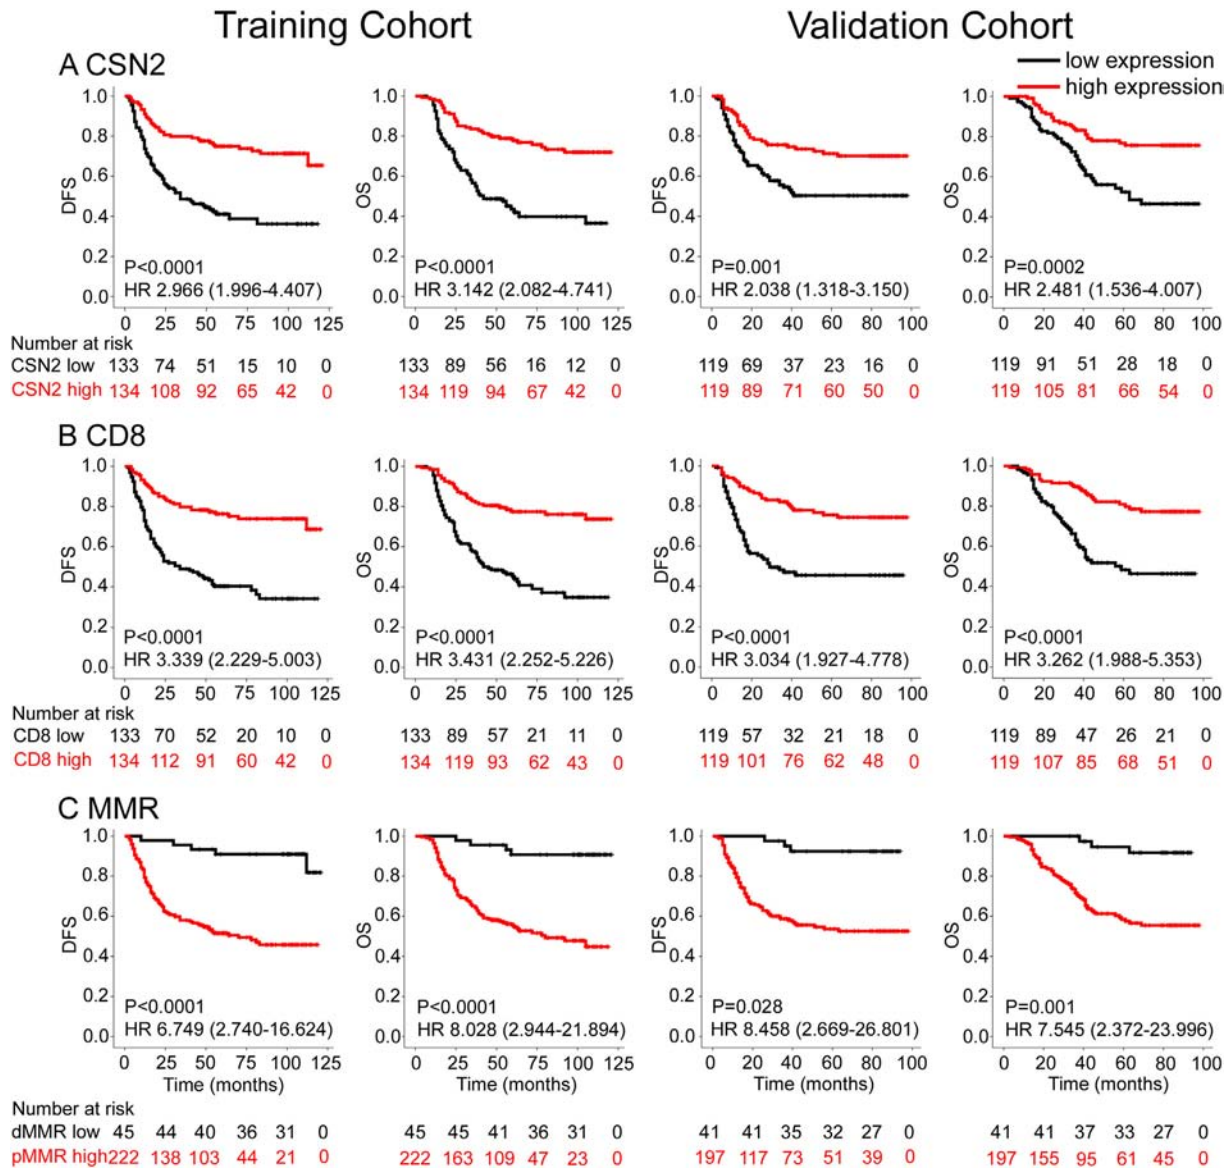 Training Cohort Validation Cohort
A CSN2
low expression
high expression
1.0 1.0 1.0 1.0
0.8 0.8 0.8 0.8
0.6 0.6 0.6 0.6
DFS OS DFS OS
0.4 0.4 0.4 0.4
0.2 0.2 0.2 0.2
P<0.0001 P<0.0001 P=0.001 P=0.0002
HR 2.966 (1.996-4.407) HR 3.142 (2.082-4.741) HR 2.038 (1.318-3.150) HR 2.481 (1.536-4.007)
0.0 0.0 0.0 0.0
0 25 50 75 100 125 0 25 50 75 100 125 0 20 40 60 80 100 0 20 40 60 80 100
Number at risk
CSN2 low 133 74 51 15 10 0 133 89 56 16 12 0 119 69 37 23 16 0 119 91 51 28 18 0
CSN2 high 134 108 92 65 42 0 134 119 94 67 42 0 119 89 71 60 50 0 119 105 81 66 54 0
B CD8
1.0 1.0 1.0 1.0
0.8 0.8 0.8 0.8
0.6 0.6 0.6 0.6
DFS OS DFS OS
0.4 0.4 0.4 0.4
0.2 0.2 0.2 0.2
P<0.0001 P<0.0001 P<0.0001 P<0.0001
HR 3.339 (2.229-5.003) HR 3.431 (2.252-5.226) HR 3.034 (1.927-4.778) HR 3.262 (1.988-5.353)
0.0 0.0 0.0 0.0
0 25 50 75 100 125 0 25 50 75 100 125 0 20 40 60 80 100 0 20 40 60 80 100
Number at risk
CD8 low 133 70 52 20 10 0 133 89 57 21 11 0 119 57 32 21 18 0 119 89 47 26 21 0
CD8 high 134 112 91 60 42 0 134 119 93 62 43 0 119 101 76 62 48 0 119 107 85 68 51 0
C MMR
1.0 1.0 1.0 1.0
0.8 0.8 0.8 0.8
0.6 0.6 0.6 0.6
DFS OS DFS OS
0.4 0.4 0.4 0.4
0.2 0.2 0.2 0.2
P<0.0001 P<0.0001 P=0.028 P=0.001
HR 6.749 (2.740-16.624) HR 8.028 (2.944-21.894) HR 8.458 (2.669-26.801) HR 7.545 (2.372-23.996)
0.0 0.0 0.0 0.0
0 25 50 75 100 125 0 25 50 75 100 125 0 20 40 60 80 100 0 20 40 60 80 100
Time (months) Time (months) Time (months) Time (months)
Number at risk
dMMR low 45 44 40 36 31 0 45 45 41 36 31 0 41 41 35 32 27 0 41 41 37 33 27 0
pMMR high 222 138 103 44 21 0 222 163 109 47 23 0 197 117 73 51 39 0 197 155 95 61 45 0